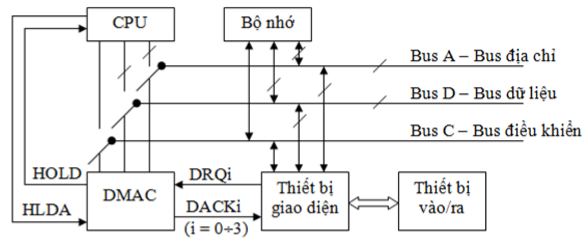 CPU
Bộ nhớ
Bus A – Bus địa chỉ
Bus D – Bus dữ liệu
Bus C – Bus điều khiển
HOLD
HLDA
DMAC
DRQi
DACKi
(i = 0÷3)
Thiết bị
giao diện
Thiết bị
vào/ra